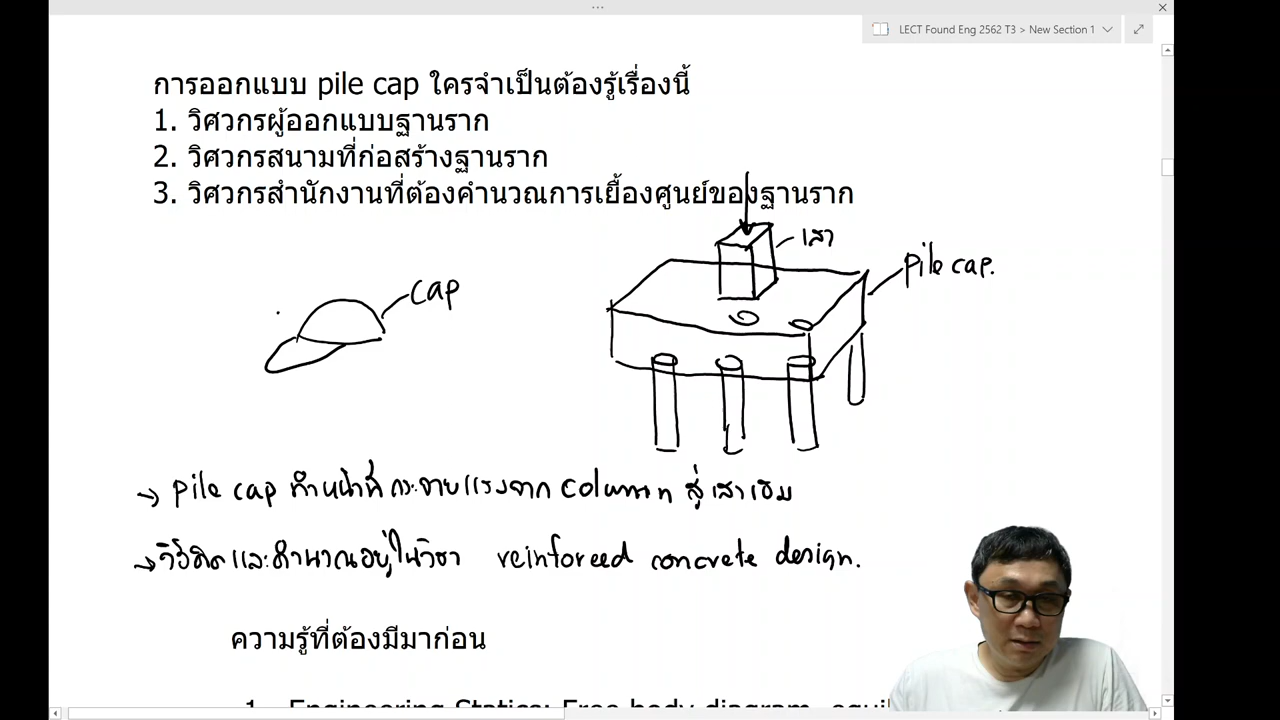 LECT Found Eng 2562 T3 > New Section 1
การออกแบบ pile cap ใครจำเป็นต้องรู้เรื่องนี้
1. วิศวกรผู้ออกแบบฐานราก
2. วิศวกรสนามที่ก่อสร้างฐานราก
3. วิศวกรสำนักงานที่ต้องคำนวณการเยื้องศูนย์ของฐานราก
เสา
pile cap.
cap
→ pile cap ทำหน้าที่ กระจายแรงจาก column สู่เสาเข็ม
→ วิธีคิดและคำนวณอยู่ในวิชา reinforced concrete design.
ความรู้ที่ต้องมีมาก่อน
1. Engineering Statics: Free body diagram, equil